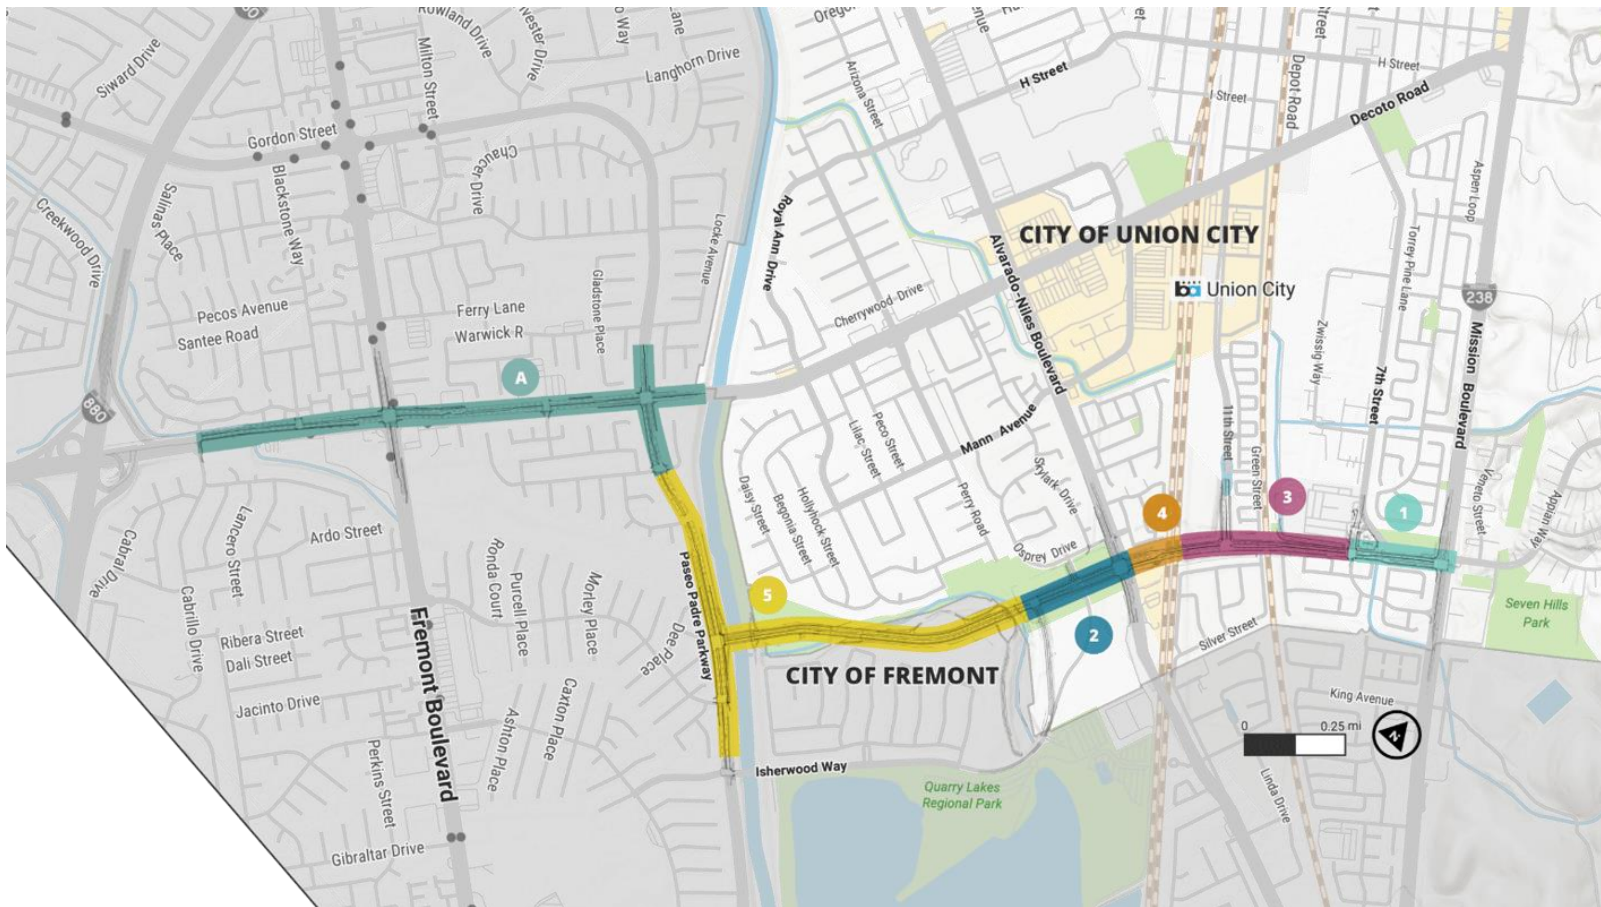 Siward Drive
Rowland Drive
Milton Street
Langhorn Drive
Gordon Street
Chaucer Drive
Blackstone Way
Salinas Place
Creekwood Drive
Pecos Avenue
Santee Road
Ferry Lane
Warwick R
Gladstone Place
Locke Avenue
880
A
Arizona Street
H Street
I Street
Depot Road
H Street
Decoto Road
Royal Ann Drive
Cherrywood Drive
Alvarado-Niles Boulevard
CITY OF UNION CITY
ba Union City
Torrey Pine Lane
Aspen Loop
238
Mission Boulevard
Zwissig Way
7th Street
11th Street
Green Street
Mann Avenue
Peco Street
Lilac Street
Perry Road
Skylark Drive
Daisy Street
Begonia Street
Hollyhock Street
Osprey Drive
Veneto Street
Appian Way
4
3
1
5
2
Seven Hills
Park
Silver Street
King Avenue
Linda Drive
0 0.25 mi
N
CITY OF FREMONT
Paseo Padre Parkway
Isherwood Way
Quarry Lakes
Regional Park
Ardo Street
Lancero Street
Cabral Drive
Cabrillo Drive
Ribera Street
Dali Street
Jacinto Drive
Perkins Street
Gibraltar Drive
Fremont Boulevard
Ronda Court
Purcell Place
Morley Place
Dee Place
Caxton Place
Ashton Place